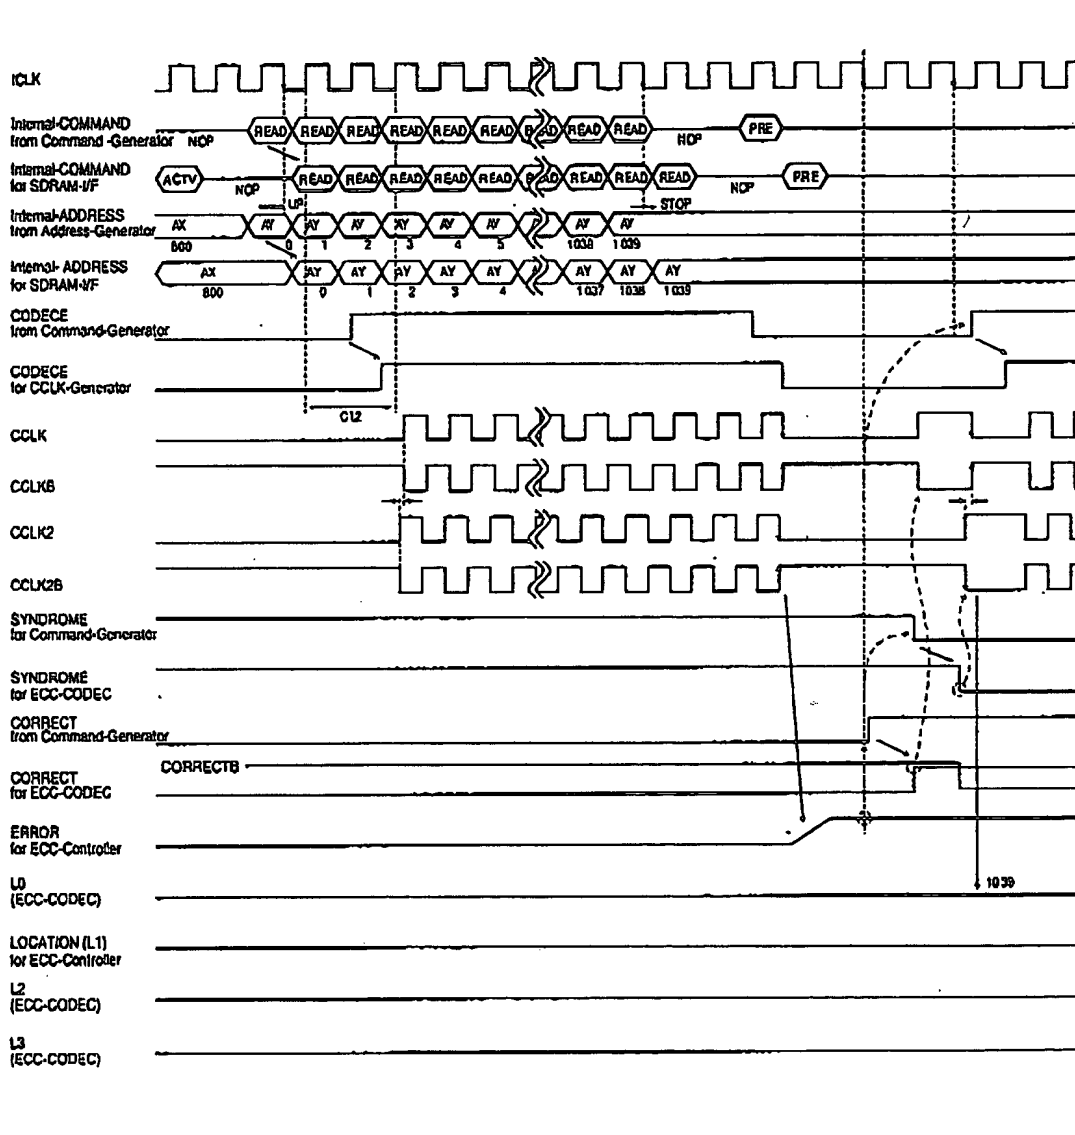 ICLK
Internal-COMMAND
from Command-Generator NOP READ READ READ READ READ READ READ READ READ NOP PRE
Internal-COMMAND
for SDRAM-I/F ACTV NOP READ READ READ READ READ READ READ READ READ NOP PRE
UP STOP
Internal-ADDRESS
from Address-Generator AX AY AY AY AY AY AY AY AY
800 0 1 2 3 4 5 1038 1039
Internal-ADDRESS
for SDRAM-I/F AX AY AY AY AY AY AY AY AY
800 0 1 2 3 4 1037 1038 1039
CODECE
from Command-Generator
CODECE
for CCLK-Generator
CL2
CCLK
CCLKB
CCLK2
CCLK2B
SYNDROME
for Command-Generator
SYNDROME
for ECC-CODEC
CORRECT
from Command-Generator
CORRECTB
CORRECT
for ECC-CODEC
ERROR
for ECC-Controller
L0
(ECC-CODEC) 1039
LOCATION (L1)
for ECC-Controller
L2
(ECC-CODEC)
L3
(ECC-CODEC)